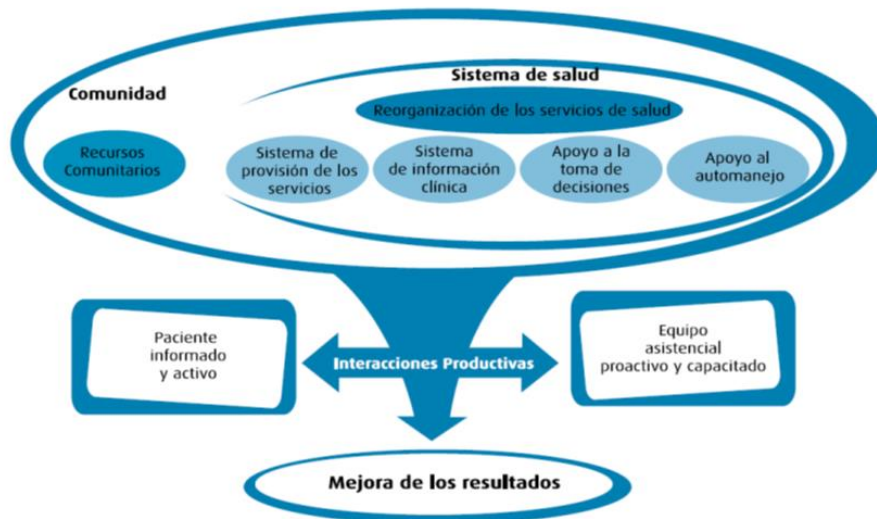 Sistema de salud
Comunidad
Reorganización de los servicios de salud
Recursos
Comunitarios
Sistema de
provisión de los
servicios
Sistema
de información
clínica
Apoyo a la
toma de
decisiones
Apoyo al
automanejo
Paciente
informado
y activo
Interacciones Productivas
Equipo
asistencial
proactivo y capacitado
Mejora de los resultados